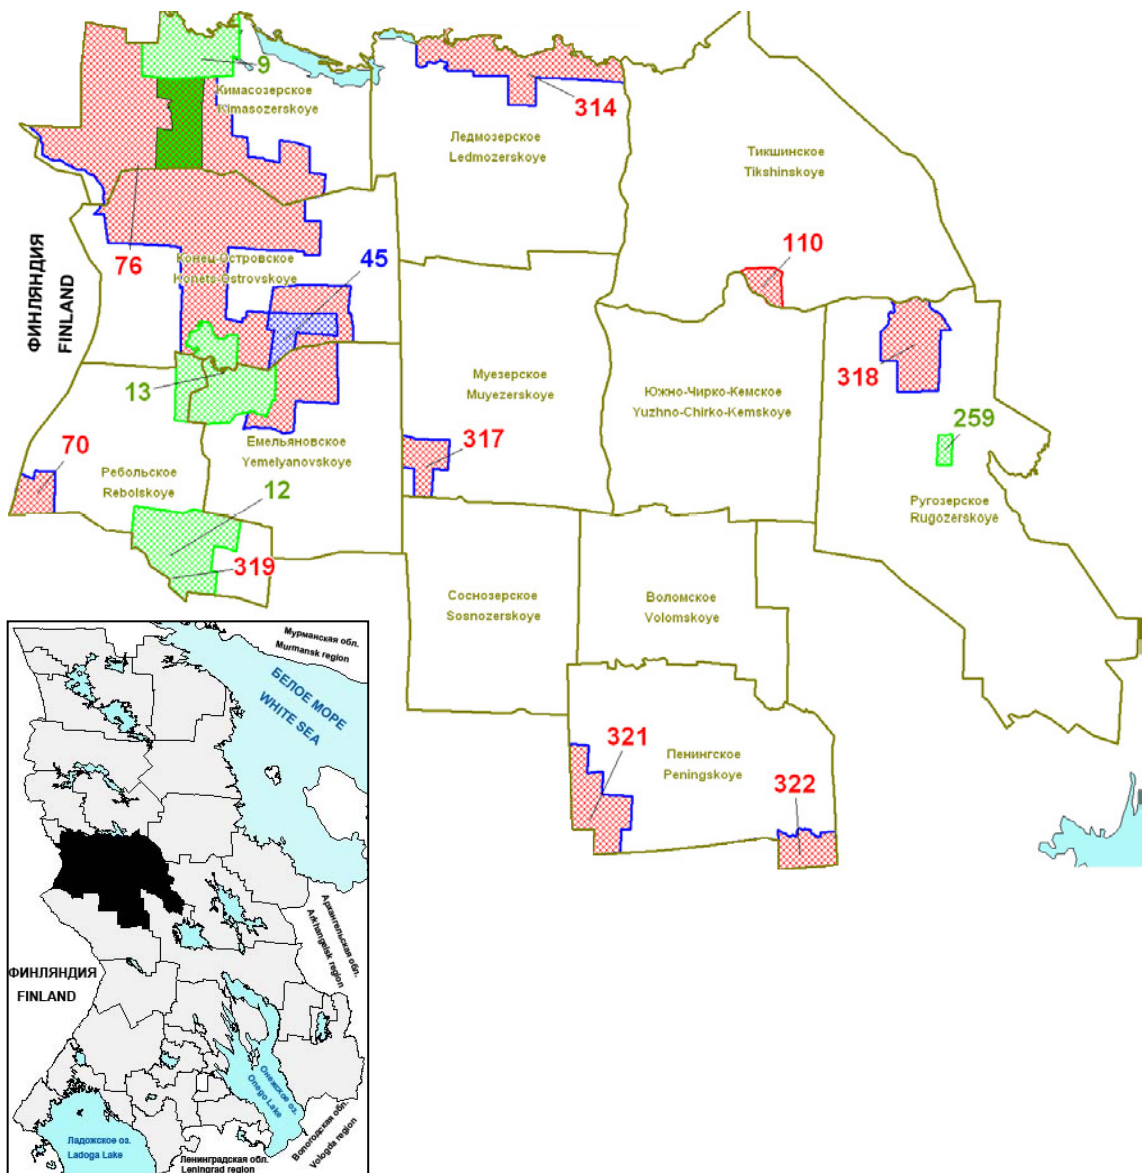 9
Кимасозерское
Kimasozerskoye
314
Ледмозерское
Ledmozerskoye
Тикшинское
Tikshinskoye
ФИНЛЯНДИЯ
FINLAND
76
Конец-Островское
Konets-Ostrovskoye
45
110
13
Муезерское
Muyezerskoye
Южно-Чирко-Кемское
Yuzhno-Chirko-Kemskoye
318
259
Емельяновское
Yemelyanovskoye
317
70
Ребольское
Rebolskoye
12
Ругозерское
Rugozerskoye
319
Соснозерское
Sosnozerskoye
Воломское
Volomskoye
321
Пенингское
Peningskoye
322
Мурманская обл.
Murmansk region
БЕЛОЕ МОРЕ
WHITE SEA
Архангельская обл.
Arkhangelsk region
ФИНЛЯНДИЯ
FINLAND
Онежское оз.
Onego Lake
Ладожское оз.
Ladoga Lake
Ленинградская обл.
Leningrad region
Вологодская обл.
Vologda region